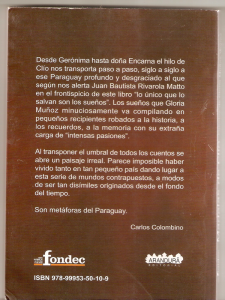 Desde Gerónima hasta doña Encarna el hilo de
Clío nos transporta paso a paso, siglo a siglo a
ese Paraguay profundo y desgraciado al que
según nos alerta Juan Bautista Rivarola Matto
en el frontispicio de este libro "lo único que lo
salvan son los sueños". Los sueños que Gloria
Muñoz minuciosamente va compilando en
pequeños recipientes robados a la historia, a
los recuerdos, a la memoria con su extraña
carga de "intensas pasiones".
Al transponer el umbral de todos los cuentos se
abre un paisaje irreal. Parece imposible haber
vivido tanto en tan pequeño país dando lugar a
esta serie de mundos contrapuestos, a modos
de ser tan disímiles originados desde el fondo
del tiempo.
Son metáforas del Paraguay.
Carlos Colombino
fondec
ARANDURÃ
EDITORIAL
ISBN 978-99953-50-10-9